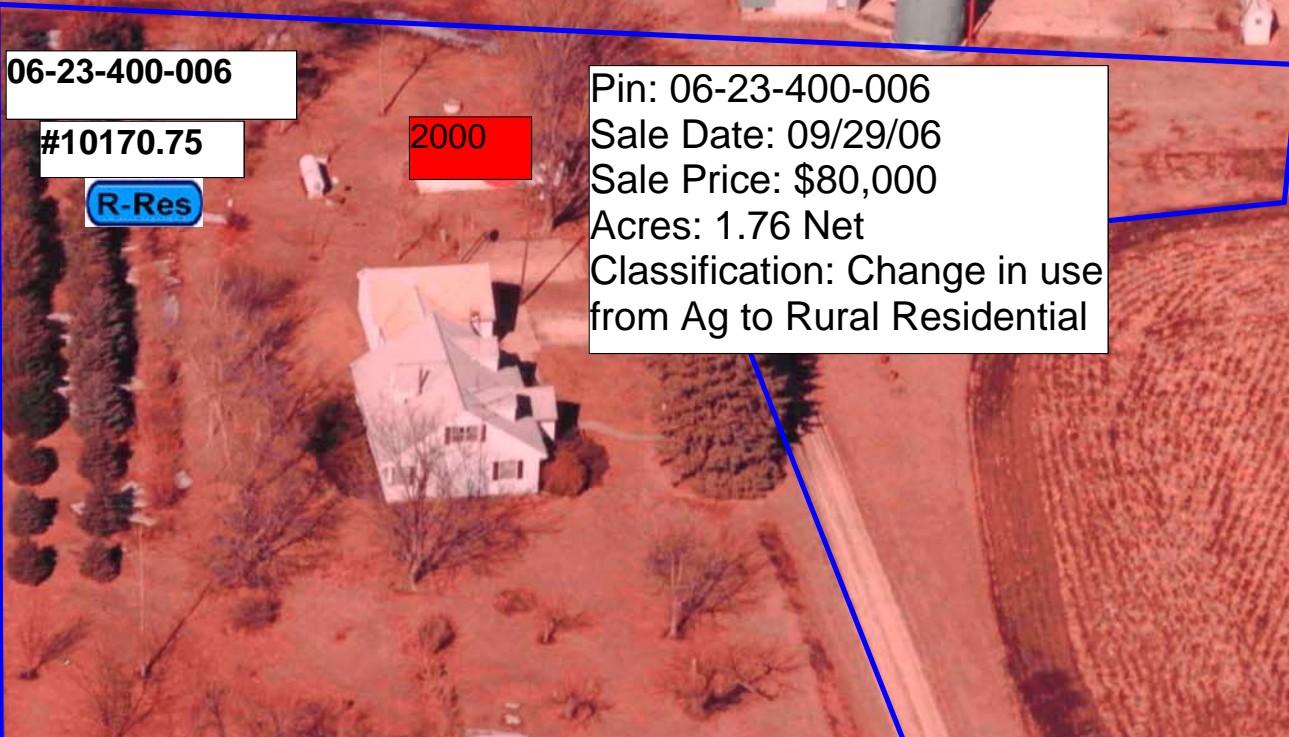 06-23-400-006
#10170.75
R-Res
2000
Pin: 06-23-400-006
Sale Date: 09/29/06
Sale Price: $80,000
Acres: 1.76 Net
Classification: Change in use
from Ag to Rural Residential